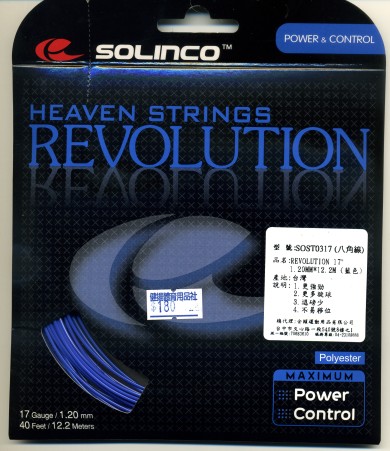 SOLINCO™
POWER & CONTROL
HEAVEN STRINGS
REVOLUTION
型 號:SOST0317 (八角線)
品名:REVOLUTION 17°
1.20MM*12.2M (藍色)
產地:台灣
說明:1.更強勁
2.更多旋球
3.退磅少
4.不易移位
180
Polyester
MAXIMUM
Power
Control
17 Gauge / 1.20 mm
40 Feet / 12.2 Meters